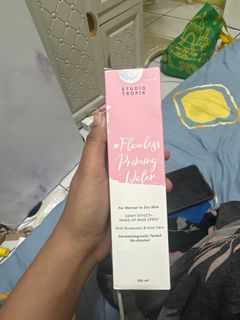 STUDIO
TROPIK
#Flawless
Priming
Water
For Normal to Dry Skin
DEWY EFFECT+
MAKE-UP BASE SPRAY
With Rosewater & Aloe Vera
Dermatologically Tested
No Alcohol
100 ml